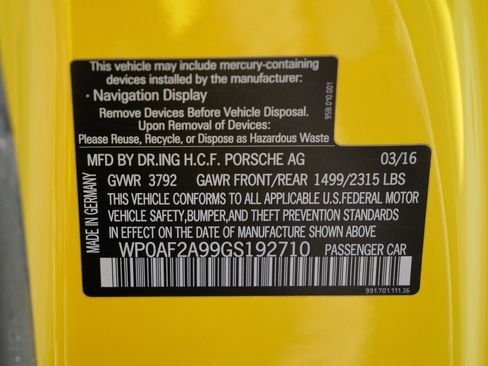 This vehicle may include mercury-containing
devices installed by the manufacturer:
• Navigation Display
Remove Devices Before Vehicle Disposal.
Upon Removal of Devices:
Please Reuse, Recycle, or Dispose as Hazardous Waste
95B.010.001
MADE IN GERMANY
MFD BY DR.ING H.C.F. PORSCHE AG 03/16
GVWR 3792 GAWR FRONT/REAR 1499/2315 LBS
THIS VEHICLE CONFORMS TO ALL APPLICABLE U.S.FEDERAL MOTOR
VEHICLE SAFETY,BUMPER,AND THEFT PREVENTION STANDARDS
IN EFFECT ON THE DATE OF MANUFACTURE SHOWN ABOVE
WP0AF2A99GS192710 PASSENGER CAR
991.701.111.36